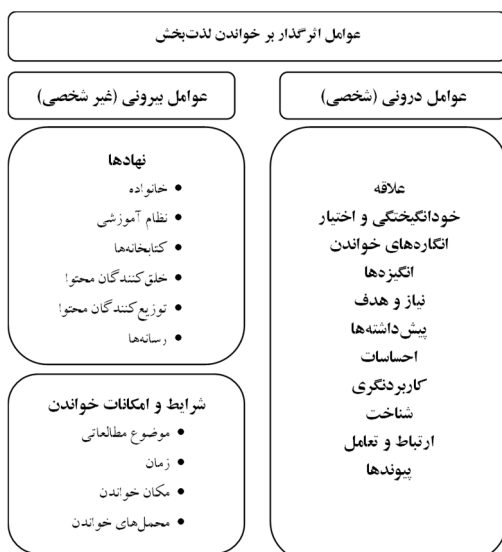 عوامل اثرگذار بر خواندن لذت‌بخش
عوامل درونی (شخصی)
علاقه
خودانگیختگی و اختیار
انگاره‌های خواندن
انگیزه‌ها
نیاز و هدف
پیش‌داشته‌ها
احساسات
کاربردنگری
شناخت
ارتباط و تعامل
پیوندها
عوامل بیرونی (غیر شخصی)
نهادها
• خانواده
• نظام آموزشی
• کتابخانه‌ها
• خلق‌کنندگان محتوا
• توزیع‌کنندگان محتوا
• رسانه‌ها
شرایط و امکانات خواندن
• موضوع مطالعاتی
• زمان
• مکان خواندن
• محمل‌های خواندن